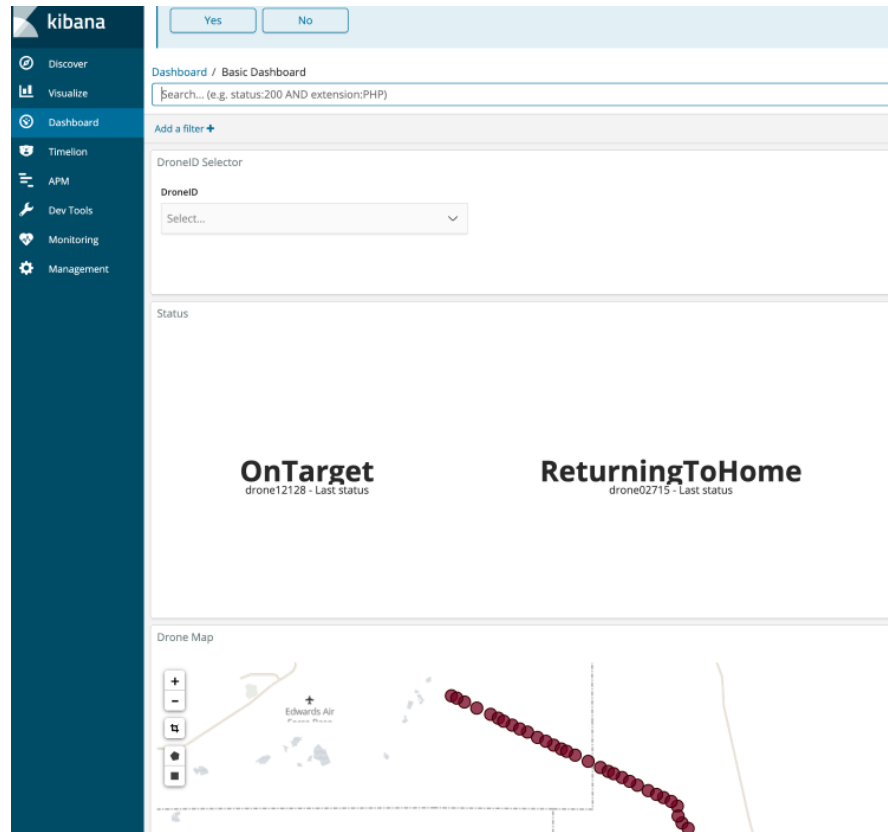 kibana
Yes
No
Discover
Visualize
Dashboard
Timelion
APM
Dev Tools
Monitoring
Management
Dashboard / Basic Dashboard
Search... (e.g. status:200 AND extension:PHP)
Add a filter +
DroneID Selector
DroneID
Select...
Status
OnTarget
drone12128 - Last status
ReturningToHome
drone02715 - Last status
Drone Map
+
−
Edwards Air